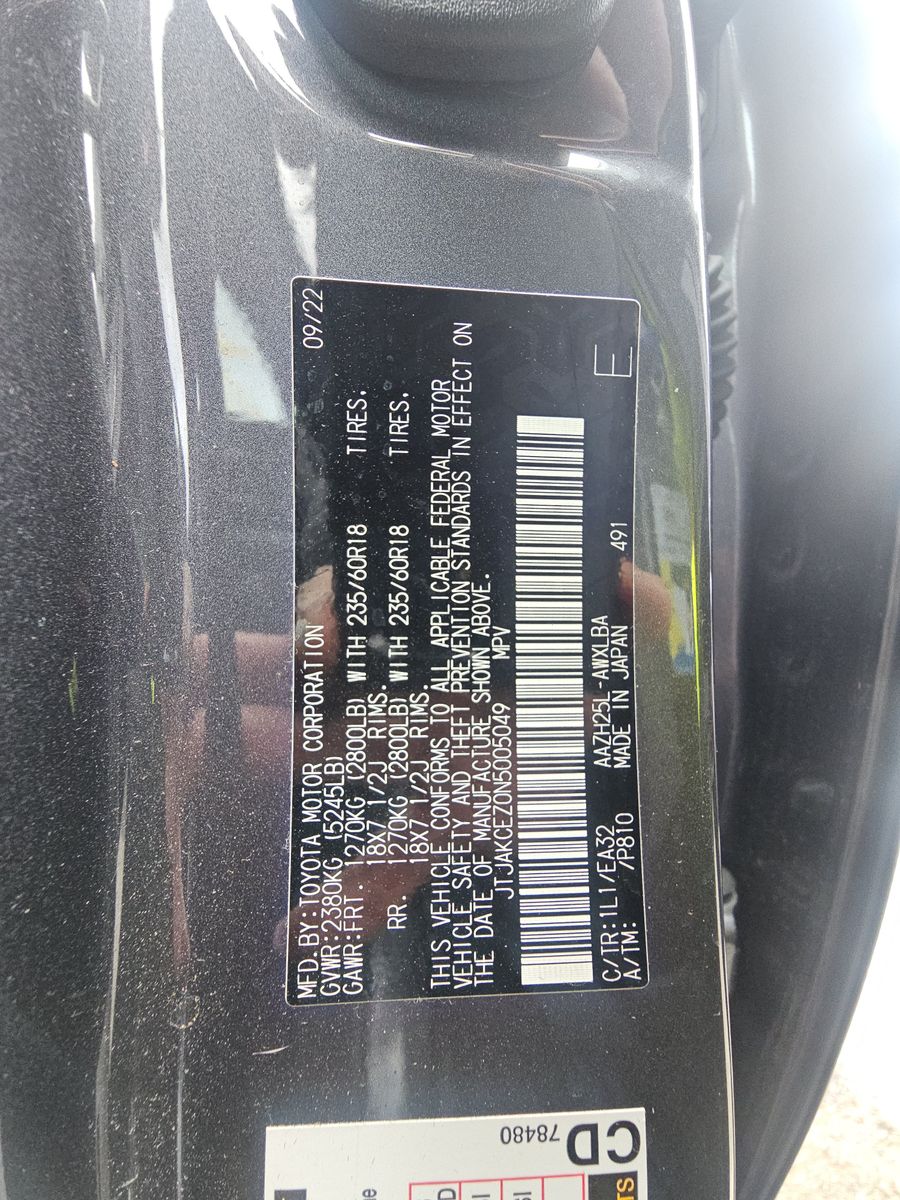 MFD. BY: TOYOTA MOTOR CORPORATION 09/22
GVWR: 2380KG (5245LB)
GAWR: FRT. 1270KG (2800LB) WITH 235/60R18 TIRES.
18X7 1/2J RIMS.
RR. 1270KG (2800LB) WITH 235/60R18 TIRES.
18X7 1/2J RIMS.
THIS VEHICLE CONFORMS TO ALL APPLICABLE FEDERAL MOTOR
VEHICLE SAFETY AND THEFT PREVENTION STANDARDS IN EFFECT ON
THE DATE OF MANUFACTURE SHOWN ABOVE.
JTJAKCEZ0N5005049 MPV
C/TR: 1L1/EA32 AAZH25L-AWXLBA
A/TM: /P810 MADE IN JAPAN 491
E
CD
78480